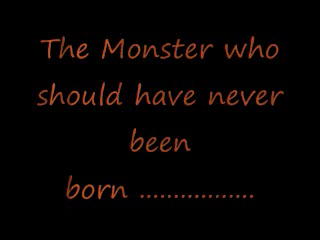 The Monster who
should have never
been
born .................